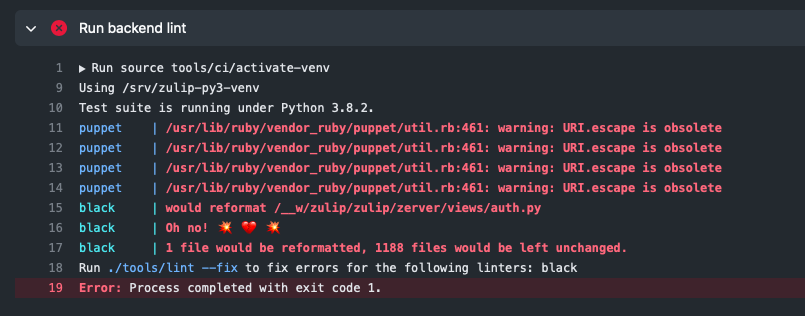 Run backend lint
1 ▶ Run source tools/ci/activate-venv
9 Using /srv/zulip-py3-venv
10 Test suite is running under Python 3.8.2.
11 puppet | /usr/lib/ruby/vendor_ruby/puppet/util.rb:461: warning: URI.escape is obsolete
12 puppet | /usr/lib/ruby/vendor_ruby/puppet/util.rb:461: warning: URI.escape is obsolete
13 puppet | /usr/lib/ruby/vendor_ruby/puppet/util.rb:461: warning: URI.escape is obsolete
14 puppet | /usr/lib/ruby/vendor_ruby/puppet/util.rb:461: warning: URI.escape is obsolete
15 black | would reformat /__w/zulip/zulip/zerver/views/auth.py
16 black | Oh no! 💥 💔 💥
17 black | 1 file would be reformatted, 1188 files would be left unchanged.
18 Run ./tools/lint --fix to fix errors for the following linters: black
19 Error: Process completed with exit code 1.